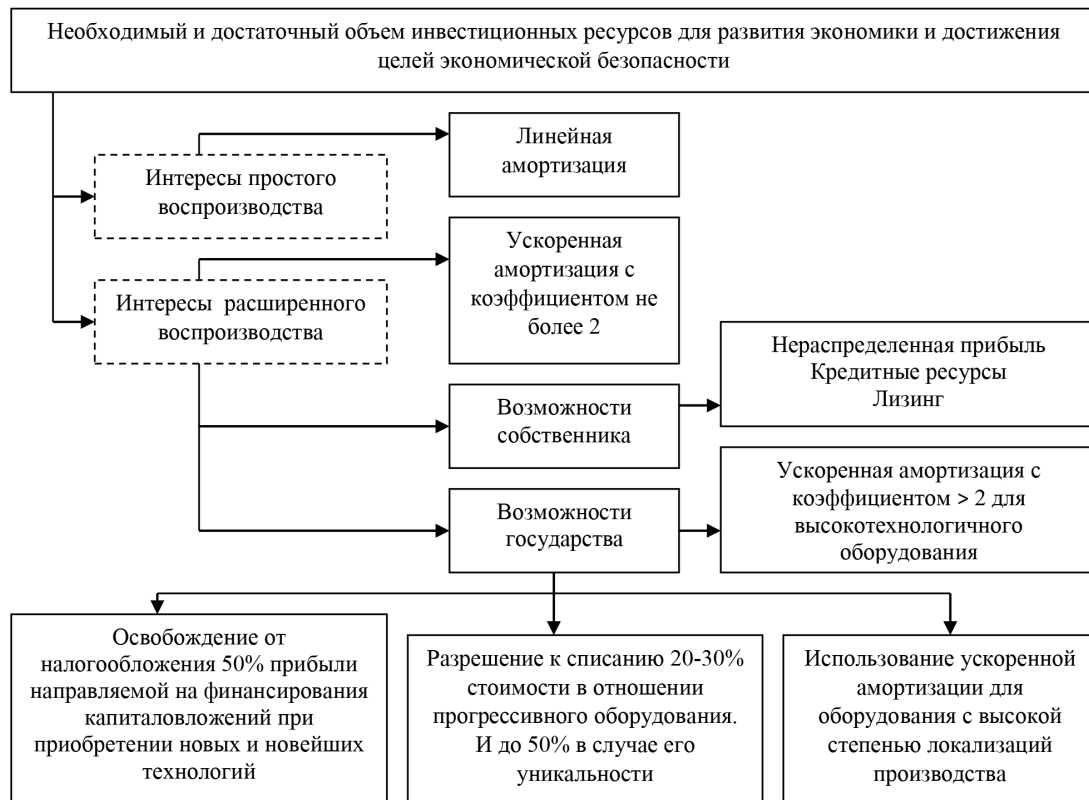 Необходимый и достаточный объем инвестиционных ресурсов для развития экономики и достижения
целей экономической безопасности
Линейная
амортизация
Интересы простого
воспроизводства
Ускоренная
амортизация с
коэффициентом не
более 2
Интересы расширенного
воспроизводства
Нераспределенная прибыль
Кредитные ресурсы
Лизинг
Возможности
собственника
Ускоренная амортизация с
коэффициентом > 2 для
высокотехнологичного
оборудования
Возможности
государства
Освобождение от
налогообложения 50% прибыли
направляемой на финансирования
капиталовложений при
приобретении новых и новейших
технологий
Разрешение к списанию 20-30%
стоимости в отношении
прогрессивного оборудования.
И до 50% в случае его
уникальности
Использование ускоренной
амортизации для
оборудования с высокой
степенью локализаций
производства